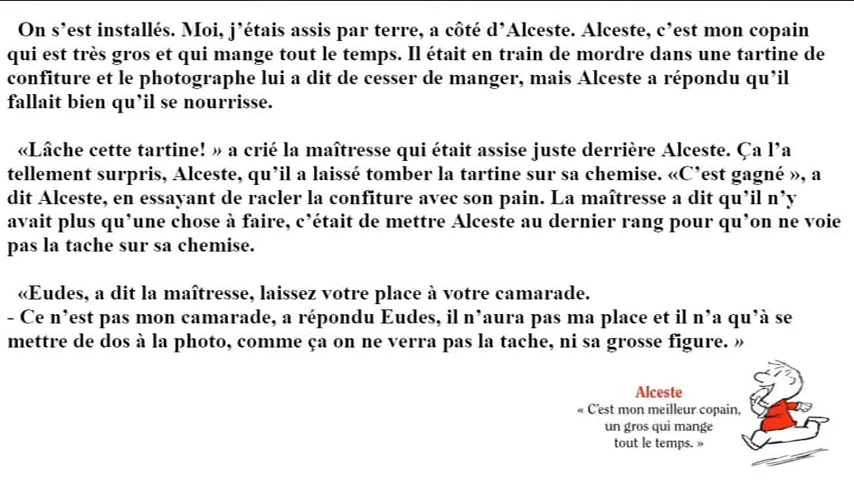 On s’est installés. Moi, j’étais assis par terre, a côté d’Alceste. Alceste, c’est mon copain
qui est très gros et qui mange tout le temps. Il était en train de mordre dans une tartine de
confiture et le photographe lui a dit de cesser de manger, mais Alceste a répondu qu’il
fallait bien qu’il se nourrisse.
«Lâche cette tartine! » a crié la maîtresse qui était assise juste derrière Alceste. Ça l’a
tellement surpris, Alceste, qu’il a laissé tomber la tartine sur sa chemise. «C’est gagné », a
dit Alceste, en essayant de racler la confiture avec son pain. La maîtresse a dit qu’il n’y
avait plus qu’une chose à faire, c’était de mettre Alceste au dernier rang pour qu’on ne voie
pas la tache sur sa chemise.
«Eudes, a dit la maîtresse, laissez votre place à votre camarade.
- Ce n’est pas mon camarade, a répondu Eudes, il n’aura pas ma place et il n’a qu’à se
mettre de dos à la photo, comme ça on ne verra pas la tache, ni sa grosse figure. »
Alceste
« C’est mon meilleur copain,
un gros qui mange
tout le temps. »